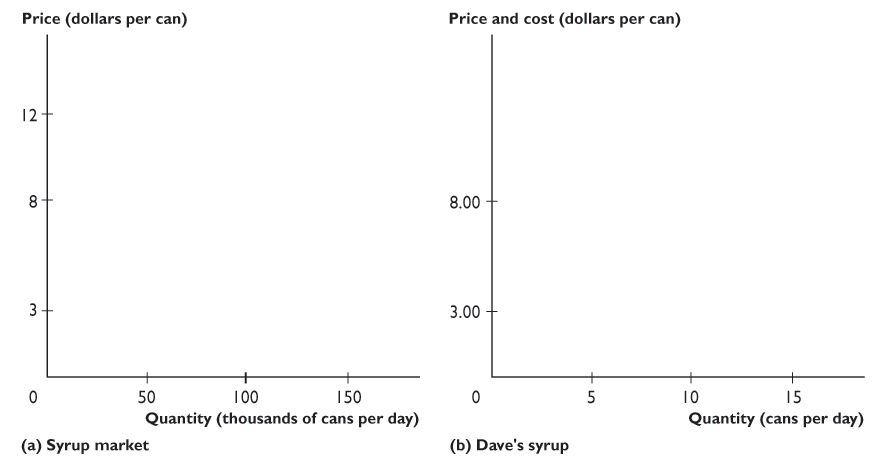 Price (dollars per can)
12
8
3
0
50
100
150
Quantity (thousands of cans per day)
(a) Syrup market
Price and cost (dollars per can)
8.00
3.00
0
5
10
15
Quantity (cans per day)
(b) Dave's syrup